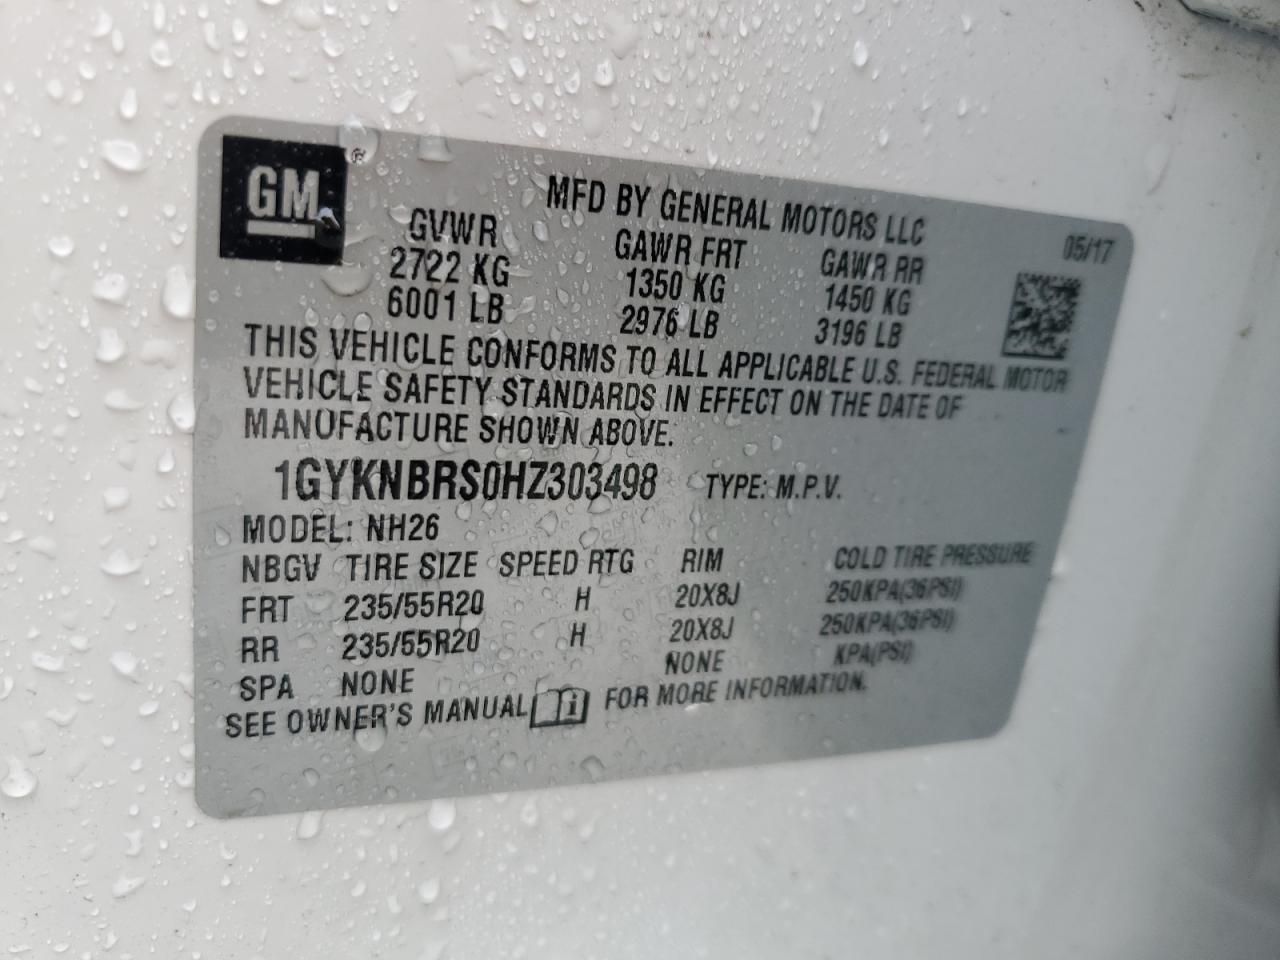 GM ®
MFD BY GENERAL MOTORS LLC
05/17
GVWR GAWR FRT GAWR RR
2722 KG 1350 KG 1450 KG
6001 LB 2976 LB 3196 LB
THIS VEHICLE CONFORMS TO ALL APPLICABLE U.S. FEDERAL MOTOR
VEHICLE SAFETY STANDARDS IN EFFECT ON THE DATE OF
MANUFACTURE SHOWN ABOVE.
1GYKNBRS0HZ303498 TYPE: M.P.V.
MODEL: NH26
NBGV TIRE SIZE SPEED RTG RIM COLD TIRE PRESSURE
FRT 235/55R20 H 20X8J 250KPA(36PSI)
RR 235/55R20 H 20X8J 250KPA(36PSI)
SPA NONE NONE KPA(PSI)
SEE OWNER'S MANUAL i FOR MORE INFORMATION.